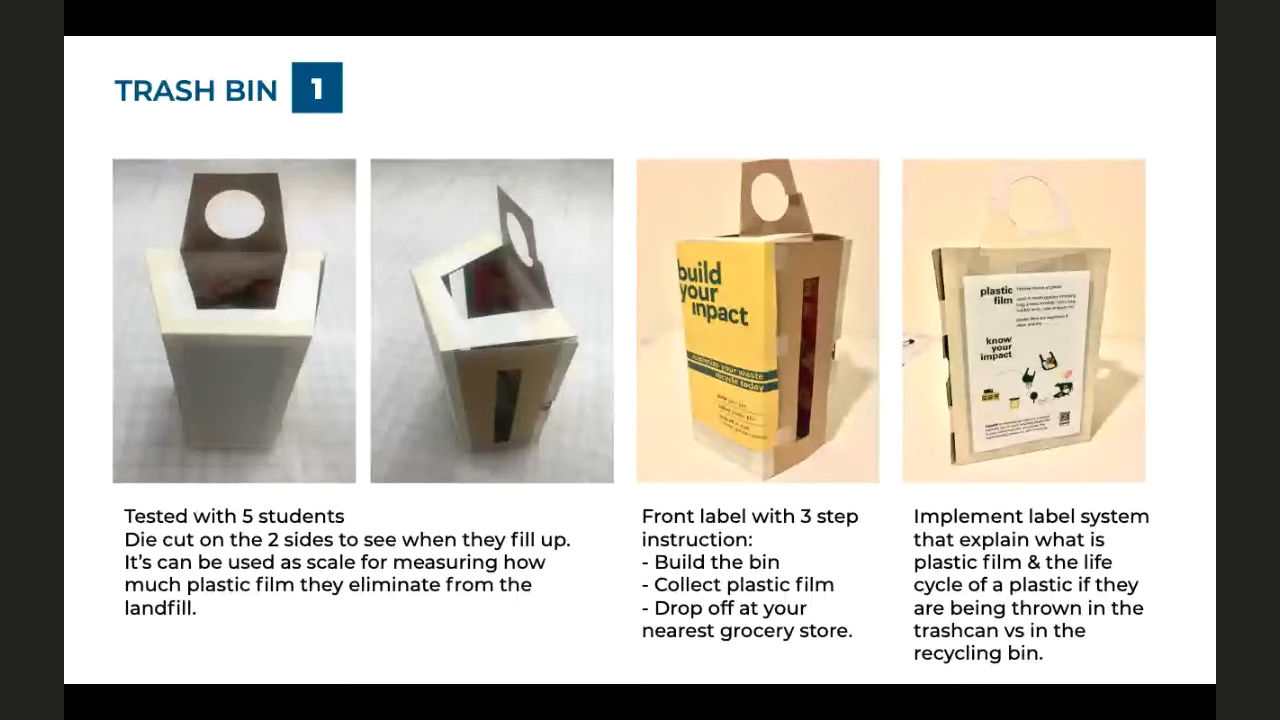 TRASH BIN 1
build
your
impact
maximize your waste
recycle today
plastic
film
know
your
impact
Tested with 5 students
Die cut on the 2 sides to see when they fill up.
It's can be used as scale for measuring how
much plastic film they eliminate from the
landfill.
Front label with 3 step
instruction:
- Build the bin
- Collect plastic film
- Drop off at your
nearest grocery store.
Implement label system
that explain what is
plastic film & the life
cycle of a plastic if they
are being thrown in the
trashcan vs in the
recycling bin.